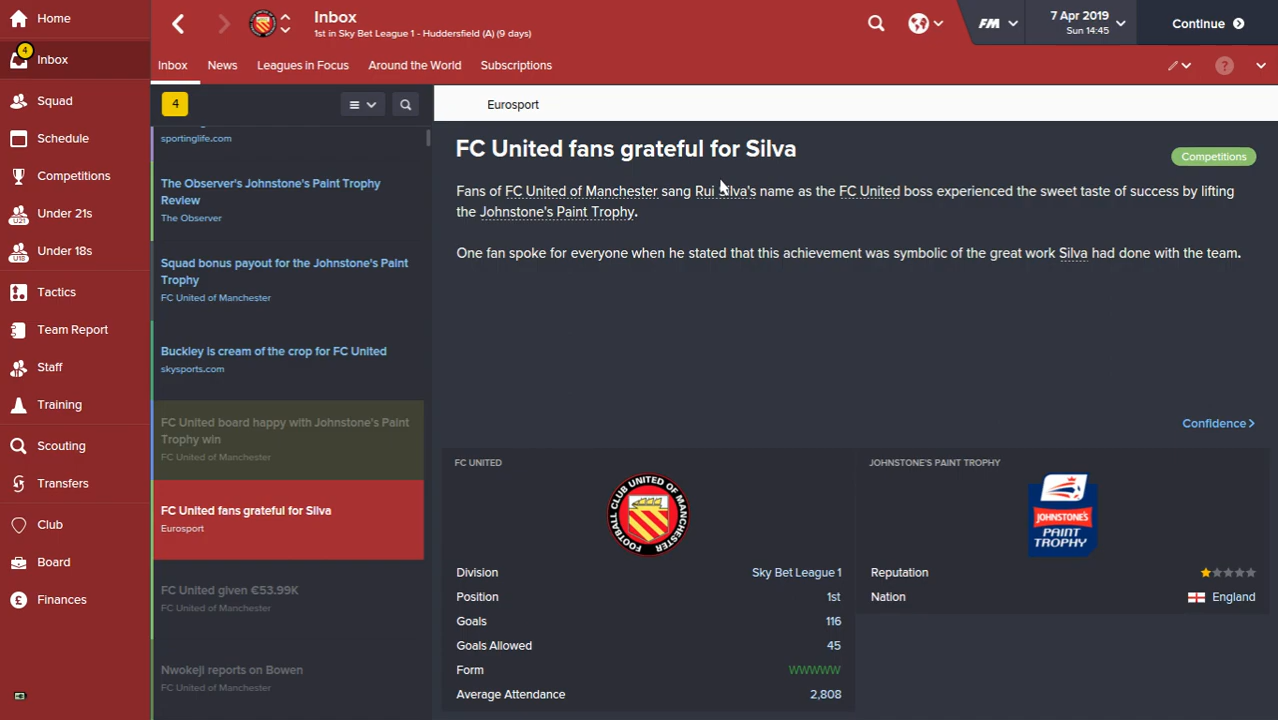 Home
4
Inbox
Squad
Schedule
Competitions
Under 21s
Under 18s
Tactics
Team Report
Staff
Training
Scouting
Transfers
Club
Board
Finances
Inbox
1st in Sky Bet League 1 - Huddersfield (A) (9 days)
FM
7 Apr 2019
Sun 14:45
Continue
Inbox
News
Leagues in Focus
Around the World
Subscriptions
?
4
sportinglife.com
The Observer's Johnstone's Paint Trophy
Review
The Observer
Squad bonus payout for the Johnstone's Paint
Trophy
FC United of Manchester
Buckley is cream of the crop for FC United
skysports.com
FC United board happy with Johnstone's Paint
Trophy win
FC United of Manchester
FC United fans grateful for Silva
Eurosport
FC United given €53.99K
FC United of Manchester
Nwokeji reports on Bowen
FC United of Manchester
Eurosport
FC United fans grateful for Silva
Competitions
Fans of FC United of Manchester sang Rui Silva's name as the FC United boss experienced the sweet taste of success by lifting
the Johnstone's Paint Trophy.
One fan spoke for everyone when he stated that this achievement was symbolic of the great work Silva had done with the team.
Confidence
FC UNITED
FOOTBALL CLUB UNITED OF MANCHESTER
Division Sky Bet League 1
Position 1st
Goals 116
Goals Allowed 45
Form WWWWW
Average Attendance 2,808
JOHNSTONE'S PAINT TROPHY
JOHNSTONE'S
PAINT
TROPHY
Reputation
Nation England